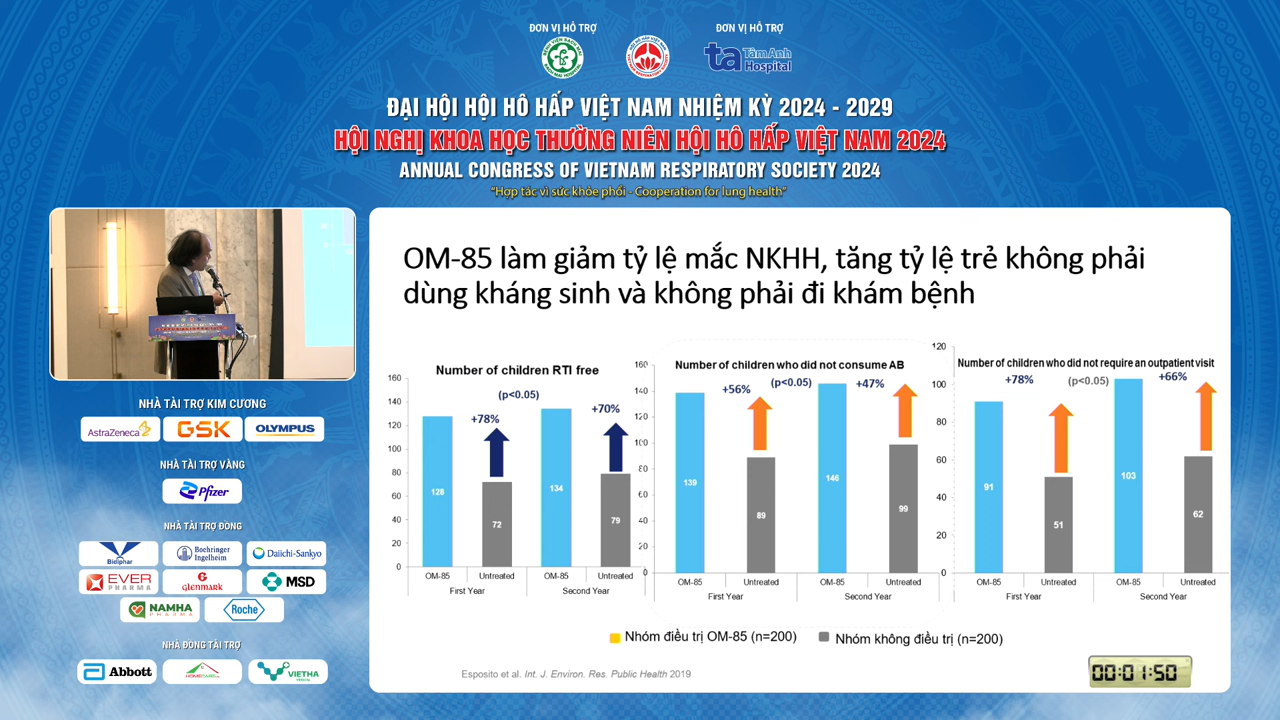 ĐƠN VỊ HỖ TRỢ
ĐƠN VỊ HỖ TRỢ
ta TâmAnh Hospital
ĐẠI HỘI HỘI HÔ HẤP VIỆT NAM NHIỆM KỲ 2024 - 2029
HỘI NGHỊ KHOA HỌC THƯỜNG NIÊN HỘI HÔ HẤP VIỆT NAM 2024
ANNUAL CONGRESS OF VIETNAM RESPIRATORY SOCIETY 2024
"Hợp tác vì sức khỏe phổi - Cooperation for lung health"
NHÀ TÀI TRỢ KIM CƯƠNG
AstraZeneca GSK OLYMPUS
NHÀ TÀI TRỢ VÀNG
Pfizer
NHÀ TÀI TRỢ ĐỒNG
Bidiphar Boehringer Ingelheim Daiichi-Sankyo
EVER PHARMA Glenmark MSD
NAMHA PHARMA Roche
NHÀ ĐỒNG TÀI TRỢ
Abbott VIETHA
OM-85 làm giảm tỷ lệ mắc NKHH, tăng tỷ lệ trẻ không phải
dùng kháng sinh và không phải đi khám bệnh
Number of children RTI free
(p<0.05)
+78% +70%
160
140
120
100
80
60
40
20
0
128 72 134 79
OM-85 Untreated OM-85 Untreated
First Year Second Year
Number of children who did not consume AB
+56% (p<0.05) +47%
160
140
120
100
80
60
40
20
0
139 89 146 99
OM-85 Untreated OM-85 Untreated
First Year Second Year
Number of children who did not require an outpatient visit
+78% (p<0.05) +66%
120
100
80
60
40
20
0
91 51 103 62
OM-85 Untreated OM-85 Untreated
First Year Second Year
Nhóm điều trị OM-85 (n=200) Nhóm không điều trị (n=200)
Esposito et al. Int. J. Environ. Res. Public Health 2019
00:01:50